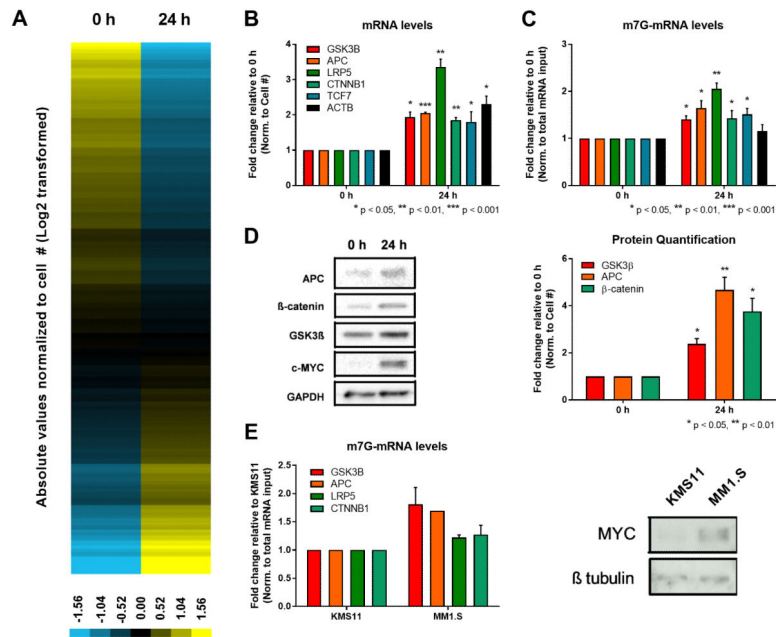 A
0 h 24 h
Absolute values normalized to cell # (Log2 transformed)
-1.56 -1.04 -0.52 0.00 0.52 1.04 1.56
B
mRNA levels
Fold change relative to 0 h
(Norm. to Cell #)
4
3
2
1
0
GSK3B
APC
LRP5
CTNNB1
TCF7
ACTB
* *** ** ** * *
0 h 24 h
* p < 0.05, ** p < 0.01, *** p < 0.001
C
m7G-mRNA levels
Fold change relative to 0 h
(Norm. to total mRNA input)
3
2
1
0
* * ** * *
0 h 24 h
* p < 0.05, ** p < 0.01, *** p < 0.001
D
0 h 24 h
APC
ß-catenin
GSK3ß
c-MYC
GAPDH
Protein Quantification
Fold change relative to 0 h
(Norm. to Cell #)
6
4
2
0
GSK3β
APC
β-catenin
* ** *
0 h 24 h
* p < 0.05, ** p < 0.01
E
m7G-mRNA levels
Fold change relative to KMS11
(Norm. to total mRNA input)
2.5
2.0
1.5
1.0
0.5
0.0
GSK3B
APC
LRP5
CTNNB1
KMS11 MM1.S
KMS11 MM1.S
MYC
ß tubulin